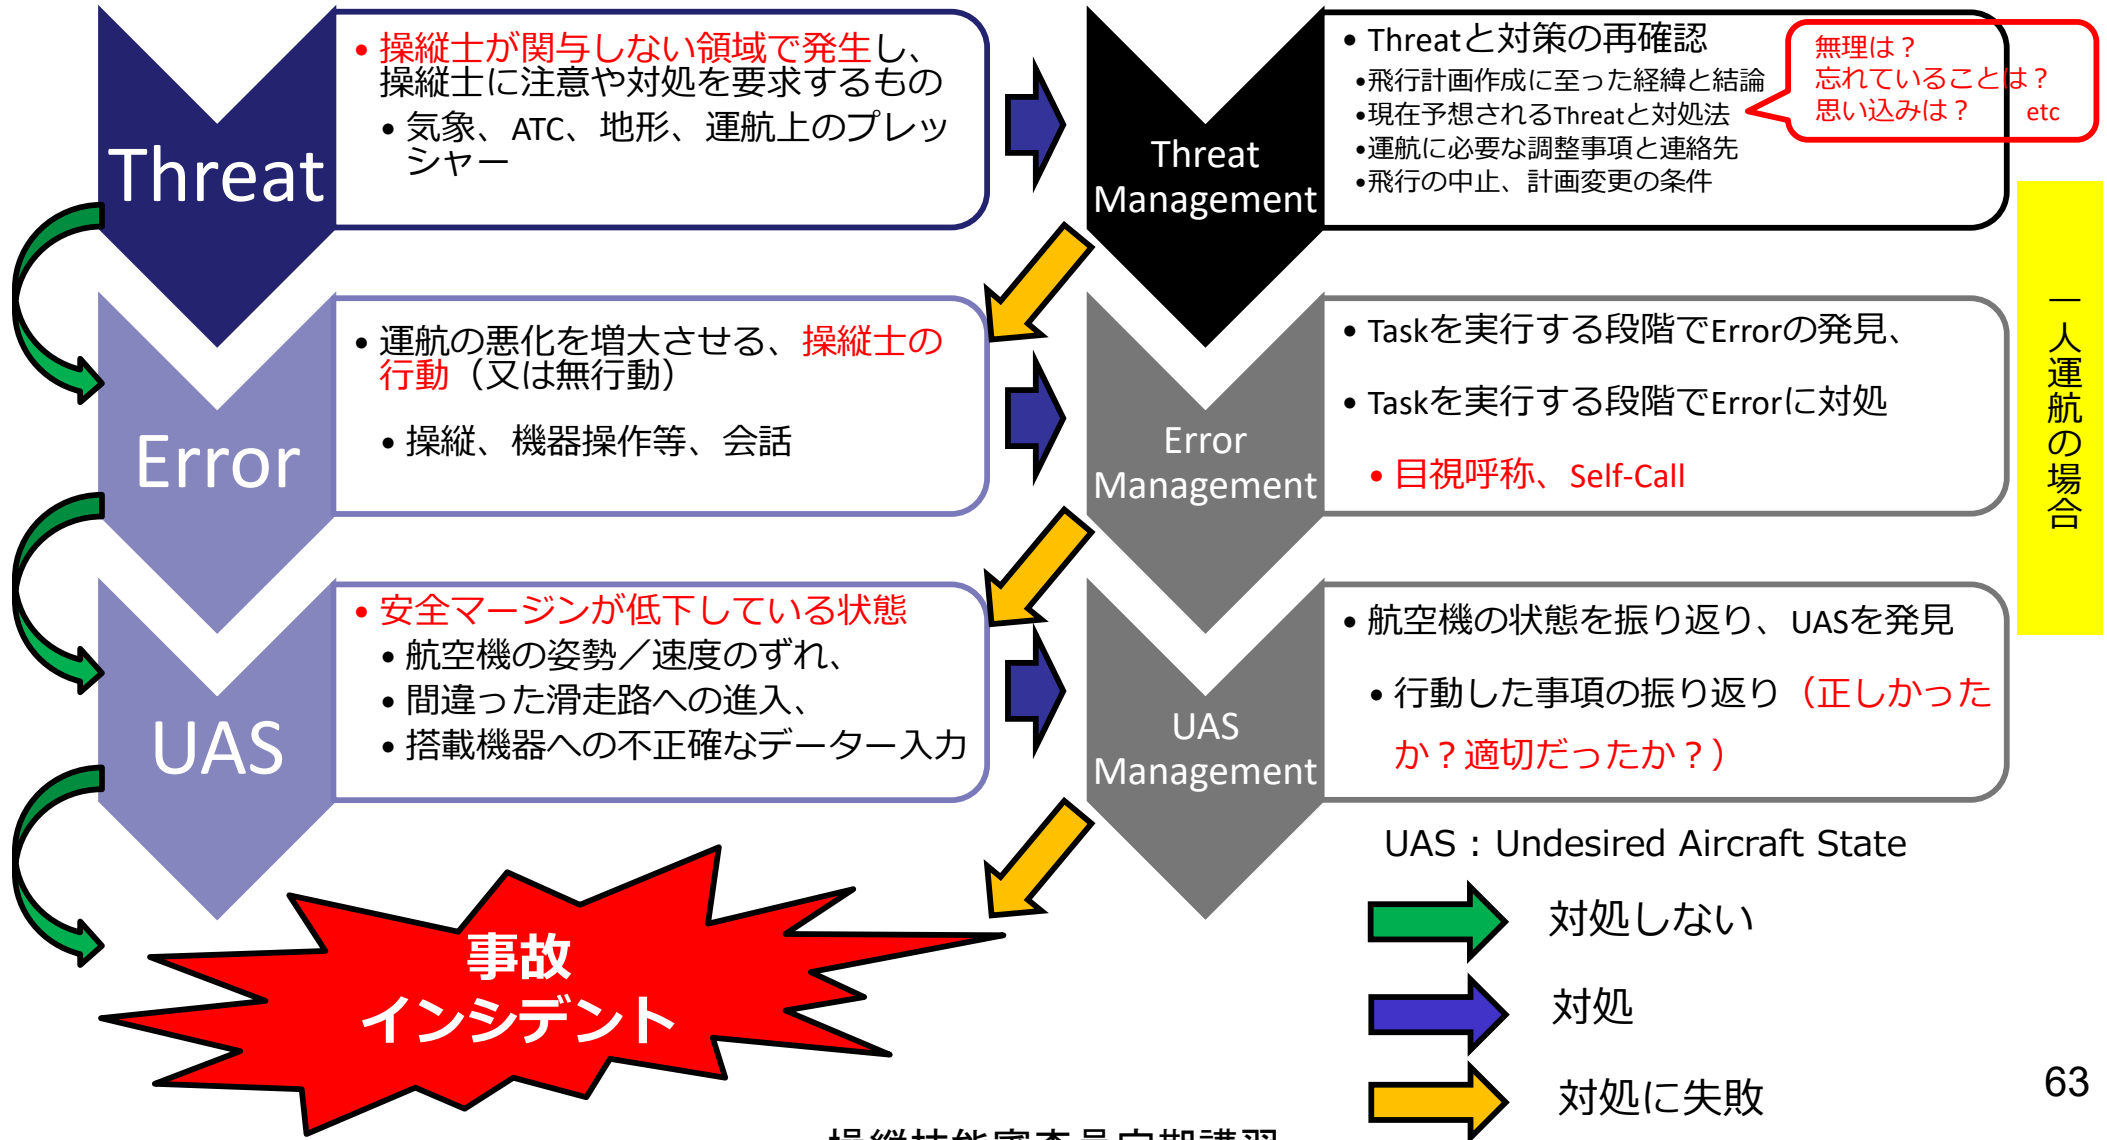 Threat
• 操縦士が関与しない領域で発生し、
操縦士に注意や対処を要求するもの
• 気象、ATC、地形、運航上のプレッ
シャー
Threat
Management
• Threatと対策の再確認
•飛行計画作成に至った経緯と結論
•現在予想されるThreatと対処法
•運航に必要な調整事項と連絡先
•飛行の中止、計画変更の条件
無理は？
忘れていることは？
思い込みは？ etc
一人運航の場合
Error
• 運航の悪化を増大させる、操縦士の
行動（又は無行動）
• 操縦、機器操作等、会話
Error
Management
• Taskを実行する段階でErrorの発見、
• Taskを実行する段階でErrorに対処
• 目視呼称、Self-Call
UAS
• 安全マージンが低下している状態
• 航空機の姿勢／速度のずれ、
• 間違った滑走路への進入、
• 搭載機器への不正確なデーター入力
UAS
Management
• 航空機の状態を振り返り、UASを発見
• 行動した事項の振り返り（正しかった
か？適切だったか？）
UAS : Undesired Aircraft State
事故
インシデント
対処しない
対処
対処に失敗
操縦技能審査員定期講習
63